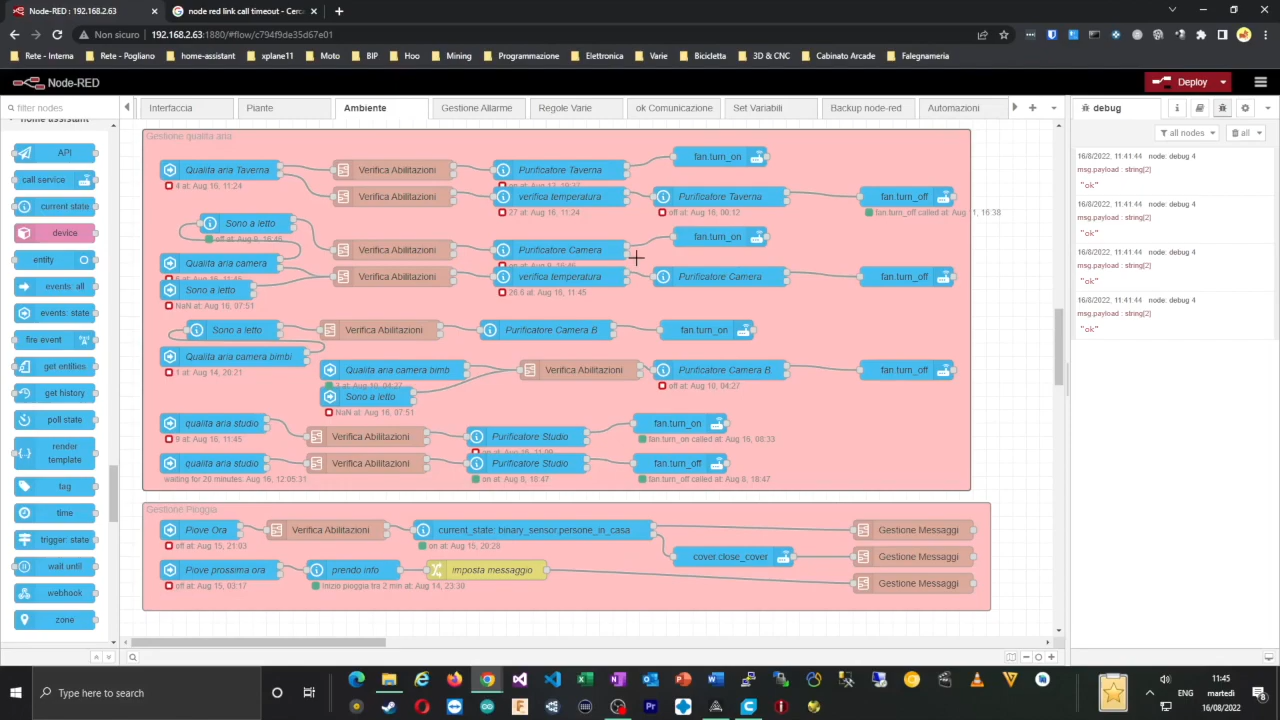 Node-RED : 192.168.2.63
node red link call timeout - Cerc
Non sicuro
192.168.2.63:1880/#flow/c794f9de35d67e01
Rete - Interna
Rete - Pogliano
home-assistant
xplane11
Moto
BIP
Hoo
Mining
Programmazione
Elettronica
Varie
Bicicletta
3D & CNC
Cabinato Arcade
Falegnameria
Node-RED
Deploy
filter nodes
Interfaccia
Piante
Ambiente
Gestione Allarme
Regole Varie
ok Comunicazione
Set Variabili
Backup node-red
Automazioni
debug
all nodes
all
home assistant
API
call service
current state
device
entity
events: all
events: state
fire event
get entities
get history
poll state
render
template
tag
time
trigger: state
wait until
webhook
zone
Gestione qualita aria
Qualita aria Taverna
4 at: Aug 16, 11:24
Verifica Abilitazioni
Purificatore Taverna
fan.turn_on
Verifica Abilitazioni
verifica temperatura
27 at: Aug 16, 11:24
Purificatore Taverna
off at: Aug 16, 00:12
fan.turn_off
Sono a letto
Verifica Abilitazioni
Purificatore Camera
fan.turn_on
Qualita aria camera
Verifica Abilitazioni
verifica temperatura
26.6 at: Aug 16, 11:45
Purificatore Camera
fan.turn_off
Sono a letto
NaN at: Aug 16, 07:51
Sono a letto
Verifica Abilitazioni
Purificatore Camera B
fan.turn_on
Qualita aria camera bimbi
1 at: Aug 14, 20:21
Qualita aria camera bimb
Verifica Abilitazioni
Purificatore Camera B
off at: Aug 10, 04:27
fan.turn_off
Sono a letto
NaN at: Aug 16, 07:51
qualita aria studio
9 at: Aug 16, 11:45
Verifica Abilitazioni
Purificatore Studio
fan.turn_on
fan.turn_on called at: Aug 16, 08:33
qualita aria studio
waiting for 20 minutes: Aug 16, 12:05:31
Verifica Abilitazioni
Purificatore Studio
on at: Aug 8, 18:47
fan.turn_off
fan.turn_off called at: Aug 8, 18:47
Gestione Pioggia
Piove Ora
off at: Aug 15, 21:03
Verifica Abilitazioni
current_state: binary_sensor.persone_in_casa
on at: Aug 15, 20:28
Gestione Messaggi
cover.close_cover
Gestione Messaggi
Piove prossima ora
off at: Aug 15, 03:17
prendo info
Inizio pioggia tra 2 min at: Aug 14, 23:30
imposta messaggio
Gestione Messaggi
16/8/2022, 11:41:44 node: debug 4
msg.payload : string[2]
"ok"
16/8/2022, 11:41:44 node: debug 4
msg.payload : string[2]
"ok"
16/8/2022, 11:41:44 node: debug 4
msg.payload : string[2]
"ok"
16/8/2022, 11:41:44 node: debug 4
msg.payload : string[2]
"ok"
Type here to search
ENG
11:45
martedì
16/08/2022